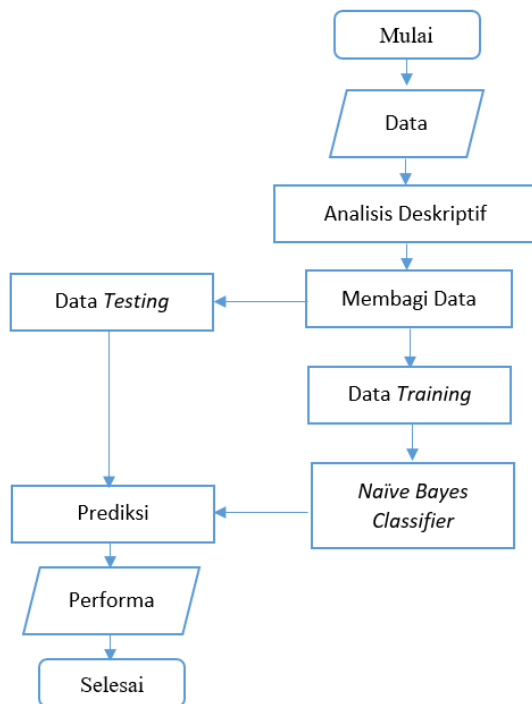 Mulai
Data
Analisis Deskriptif
Membagi Data
Data Testing
Data Training
Naïve Bayes
Classifier
Prediksi
Performa
Selesai